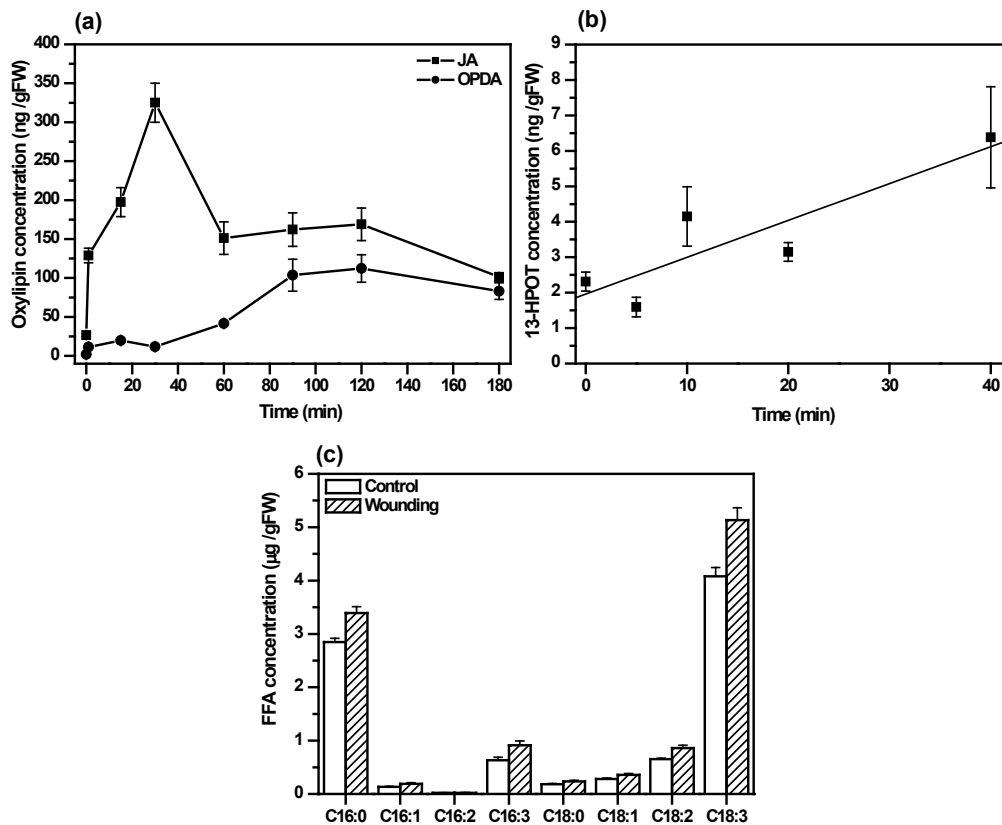 (a)
400
350
300
250
200
150
100
50
0
Oxylipin concentration (ng /gFW)
JA
OPDA
0 20 40 60 80 100 120 140 160 180
Time (min)
(b)
9
8
7
6
5
4
3
2
1
0
13-HPOT concentration (ng /gFW)
0 10 20 30 40
Time (min)
(c)
6
5
4
3
2
1
0
FFA concentration (µg /gFW)
Control
Wounding
C16:0 C16:1 C16:2 C16:3 C18:0 C18:1 C18:2 C18:3